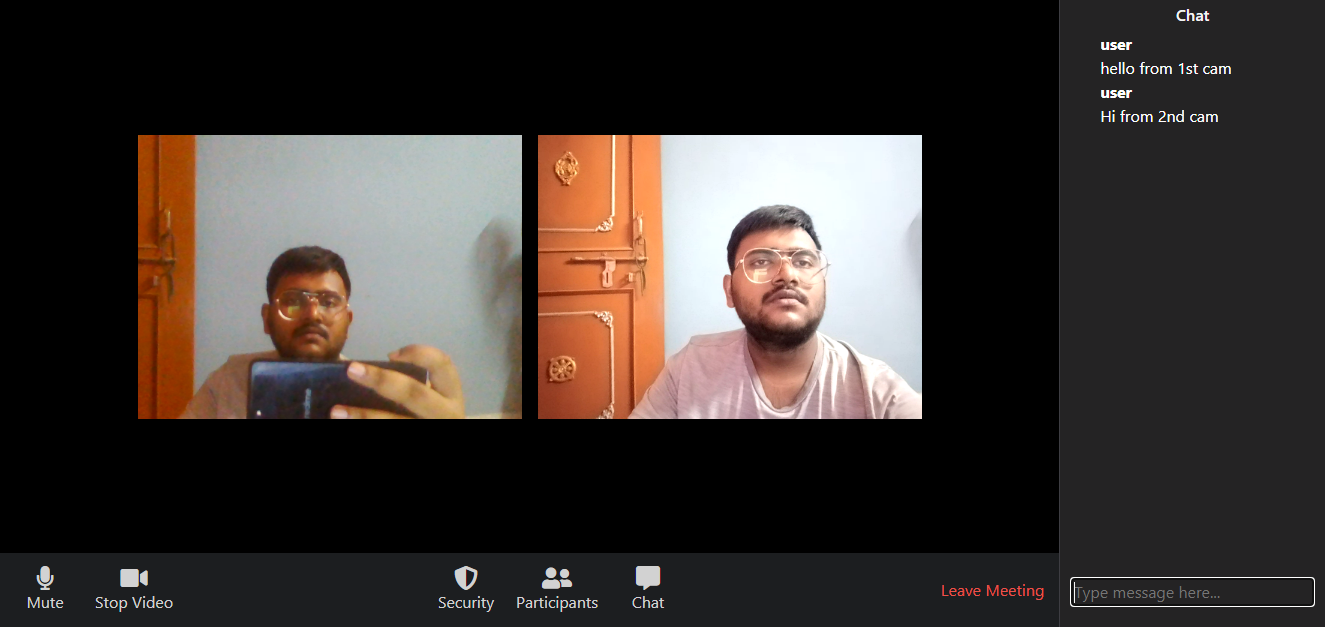 Chat
user
hello from 1st cam
user
Hi from 2nd cam
Mute
Stop Video
Security
Participants
Chat
Leave Meeting
Type message here...